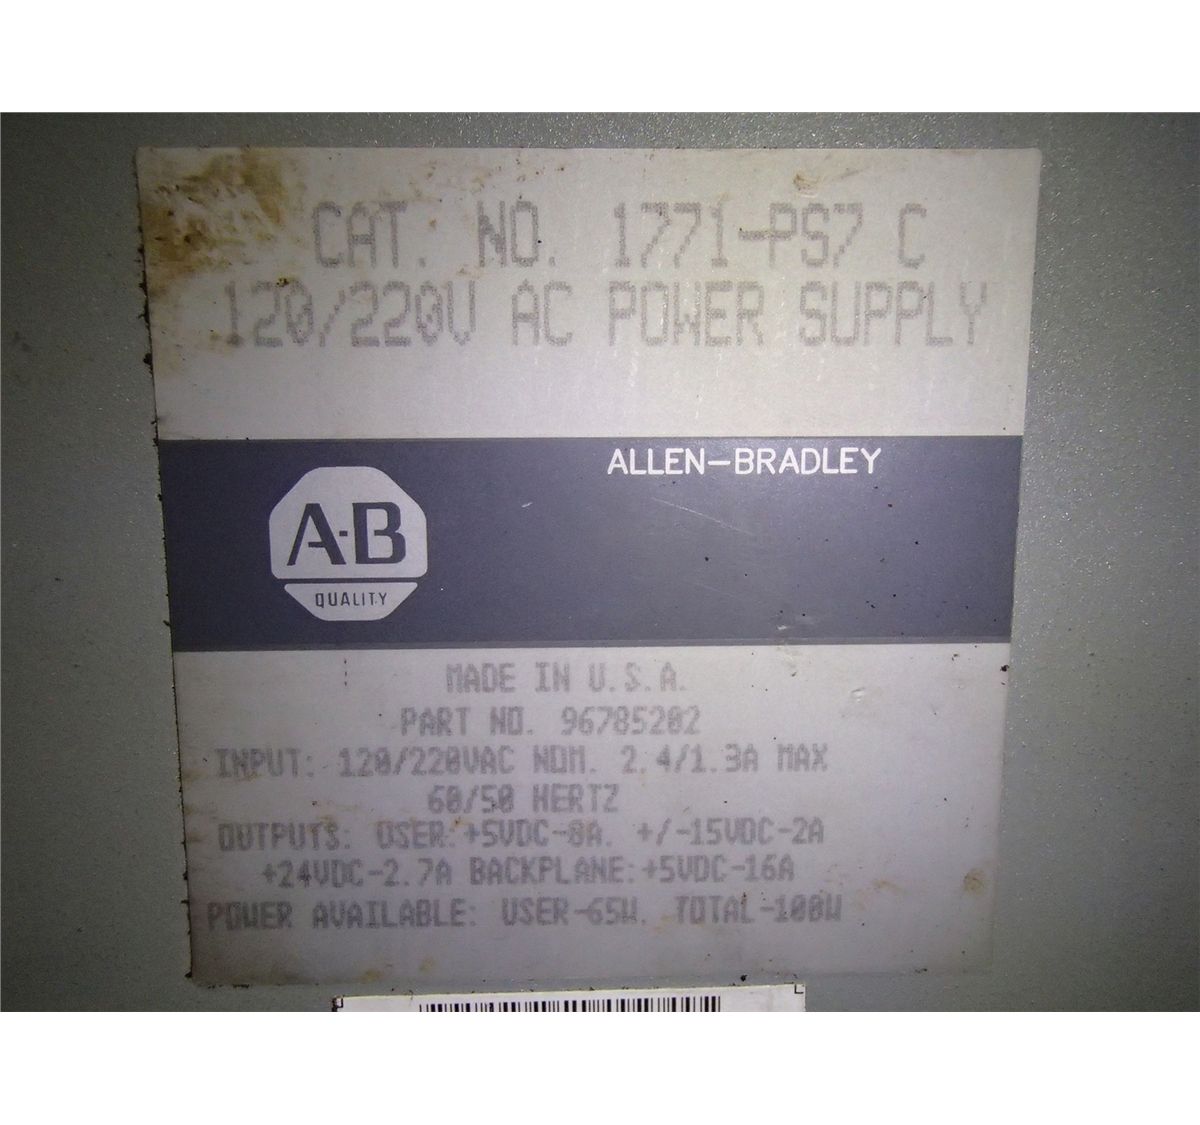 CAT. NO. 1771-PS7 C
120/220V AC POWER SUPPLY
ALLEN-BRADLEY
A-B
QUALITY
MADE IN U.S.A.
PART NO. 96785202
INPUT: 120/220VAC NOM. 2.4/1.3A MAX
60/50 HERTZ
OUTPUTS: USER:+5VDC-8A. +/-15VDC-2A
+24VDC-2.7A BACKPLANE:+5VDC-16A
POWER AVAILABLE: USER-65W. TOTAL-100W